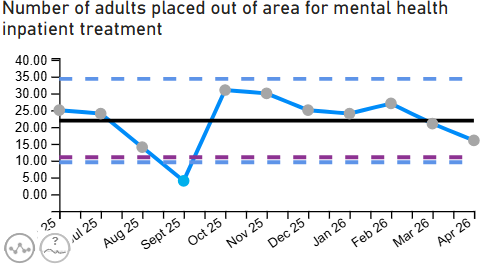 Number of adults placed out of area for mental health
inpatient treatment
40.00
35.00
30.00
25.00
20.00
15.00
10.00
5.00
0.00
25
Jul 25
Aug 25
Sept 25
Oct 25
Nov 25
Dec 25
Jan 26
Feb 26
Mar 26
Apr 26
?